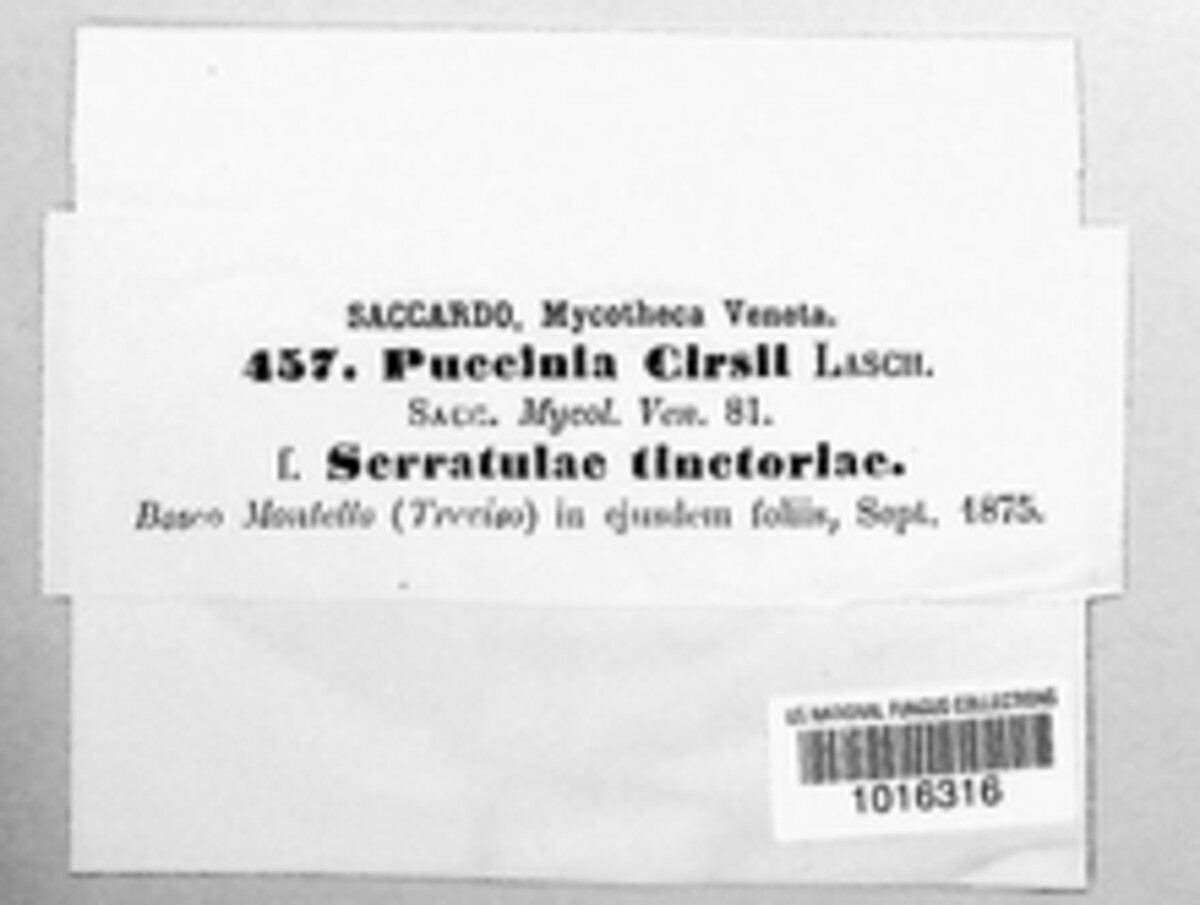 SACCARDO, Mycotheca Veneta.
457. Puccinia Cirsii LASCH.
SACC. Mycol. Ven. 81.
f. Serratulae tinctoriae.
Bosco Montello (Treviso) in ejusdem foliis, Sept. 1875.
US NATIONAL FUNGUS COLLECTIONS
1016316